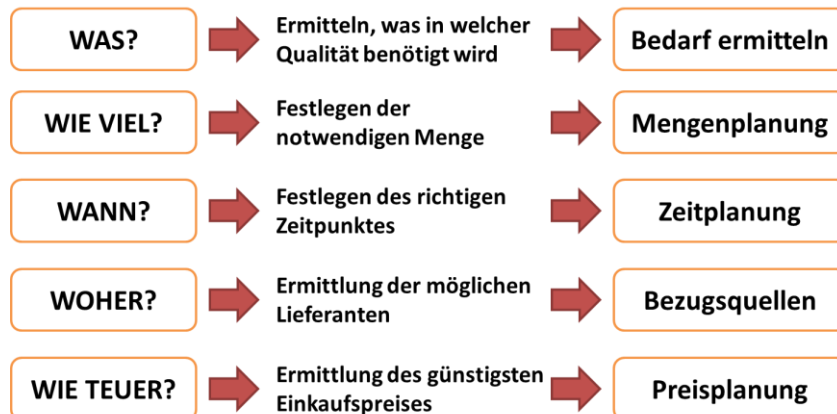 WAS?
Ermitteln, was in welcher
Qualität benötigt wird
Bedarf ermitteln
WIE VIEL?
Festlegen der
notwendigen Menge
Mengenplanung
WANN?
Festlegen des richtigen
Zeitpunktes
Zeitplanung
WOHER?
Ermittlung der möglichen
Lieferanten
Bezugsquellen
WIE TEUER?
Ermittlung des günstigsten
Einkaufspreises
Preisplanung